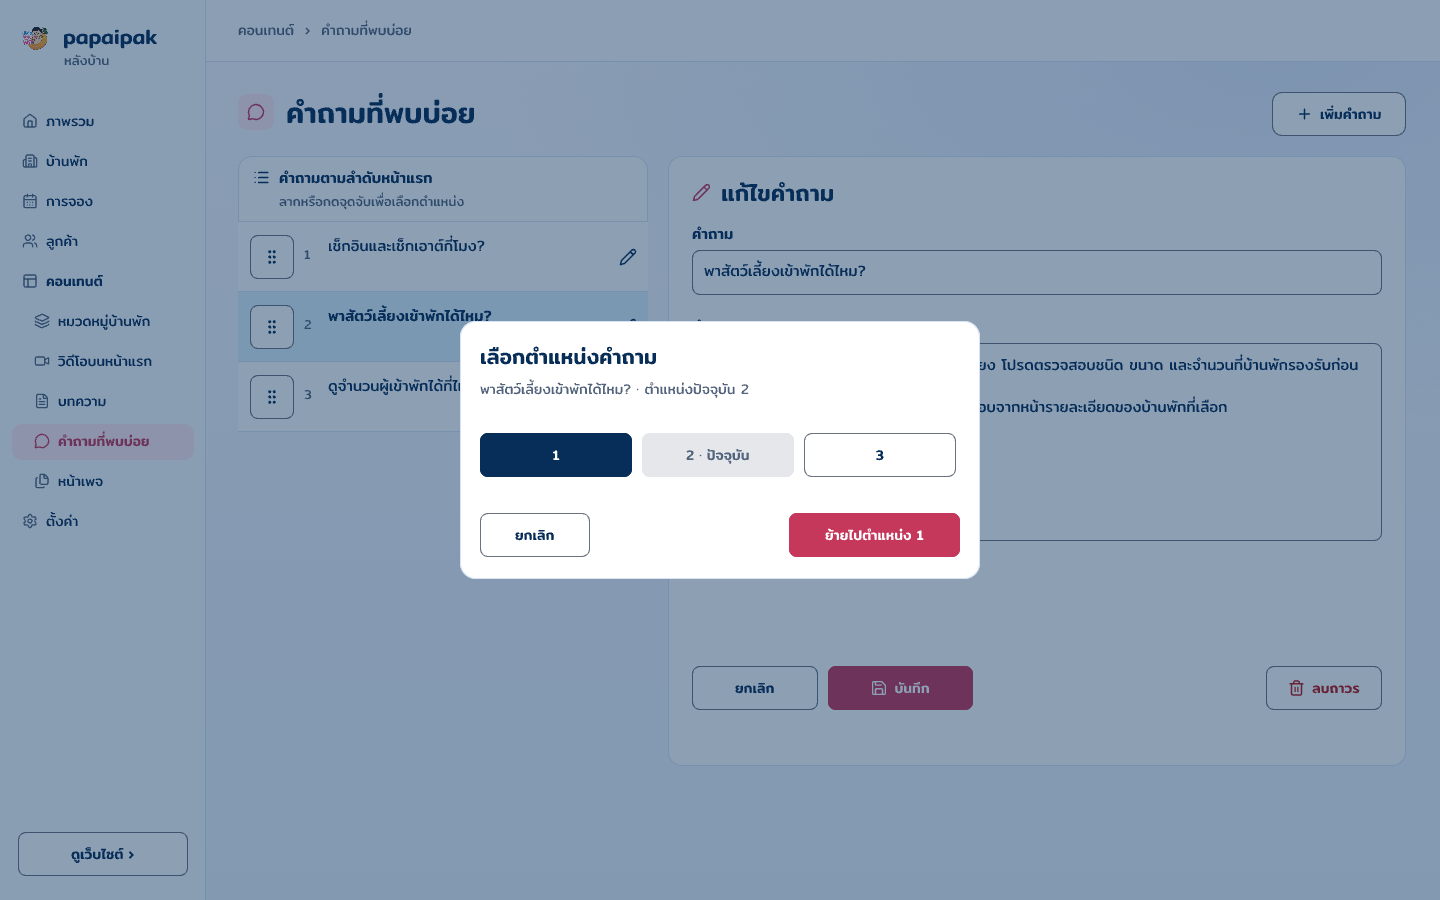 papaipak
หลังบ้าน
ภาพรวม
บ้านพัก
การจอง
ลูกค้า
คอนเทนต์
หมวดหมู่บ้านพัก
วิดีโอบนหน้าแรก
บทความ
คำถามที่พบบ่อย
หน้าเพจ
ตั้งค่า
ดูเว็บไซต์ ›
คอนเทนต์ › คำถามที่พบบ่อย
คำถามที่พบบ่อย
+ เพิ่มคำถาม
คำถามตามลำดับหน้าแรก
ลากหรือกดจุดจับเพื่อเลือกตำแหน่ง
1 เช็กอินและเช็กเอาต์กี่โมง?
2 พาสัตว์เลี้ยงเข้าพักได้ไหม?
3 ดูจำนวนผู้เข้าพักได้ที่
แก้ไขคำถาม
คำถาม
พาสัตว์เลี้ยงเข้าพักได้ไหม?
โปรดตรวจสอบชนิด ขนาด และจำนวนที่บ้านพักรองรับก่อน
จากหน้ารายละเอียดของบ้านพักที่เลือก
ยกเลิก
บันทึก
ลบถาวร
เลือกตำแหน่งคำถาม
พาสัตว์เลี้ยงเข้าพักได้ไหม? · ตำแหน่งปัจจุบัน 2
1
2 · ปัจจุบัน
3
ยกเลิก
ย้ายไปตำแหน่ง 1